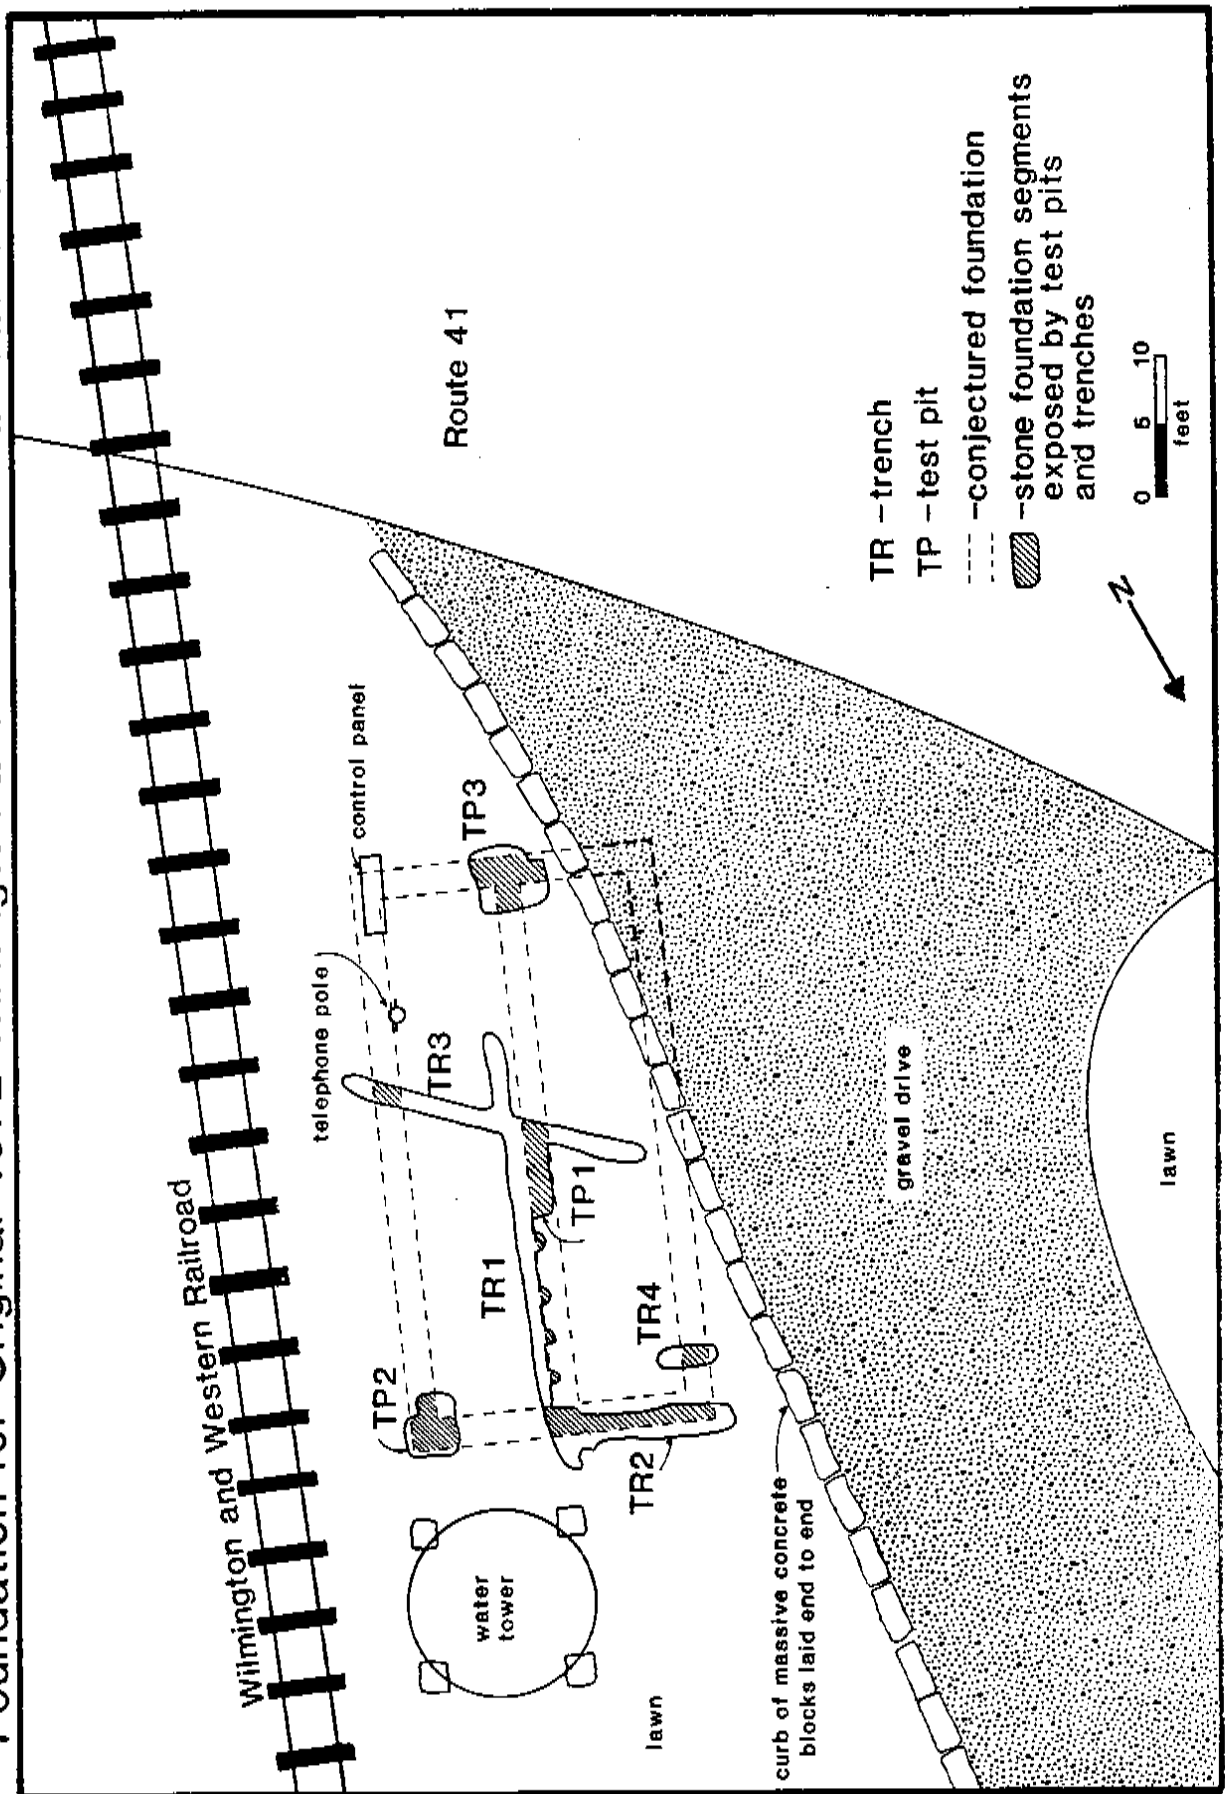 Wilmington and Western Railroad
Route 41
control panel
telephone pole
TP3
TR3
TP2
TR1
TP1
TR4
TR2
water
tower
lawn
curb of massive concrete
blocks laid end to end
gravel drive
lawn
TR –trench
TP –test pit
–conjectured foundation
–stone foundation segments
exposed by test pits
and trenches
0 5 10
feet
N